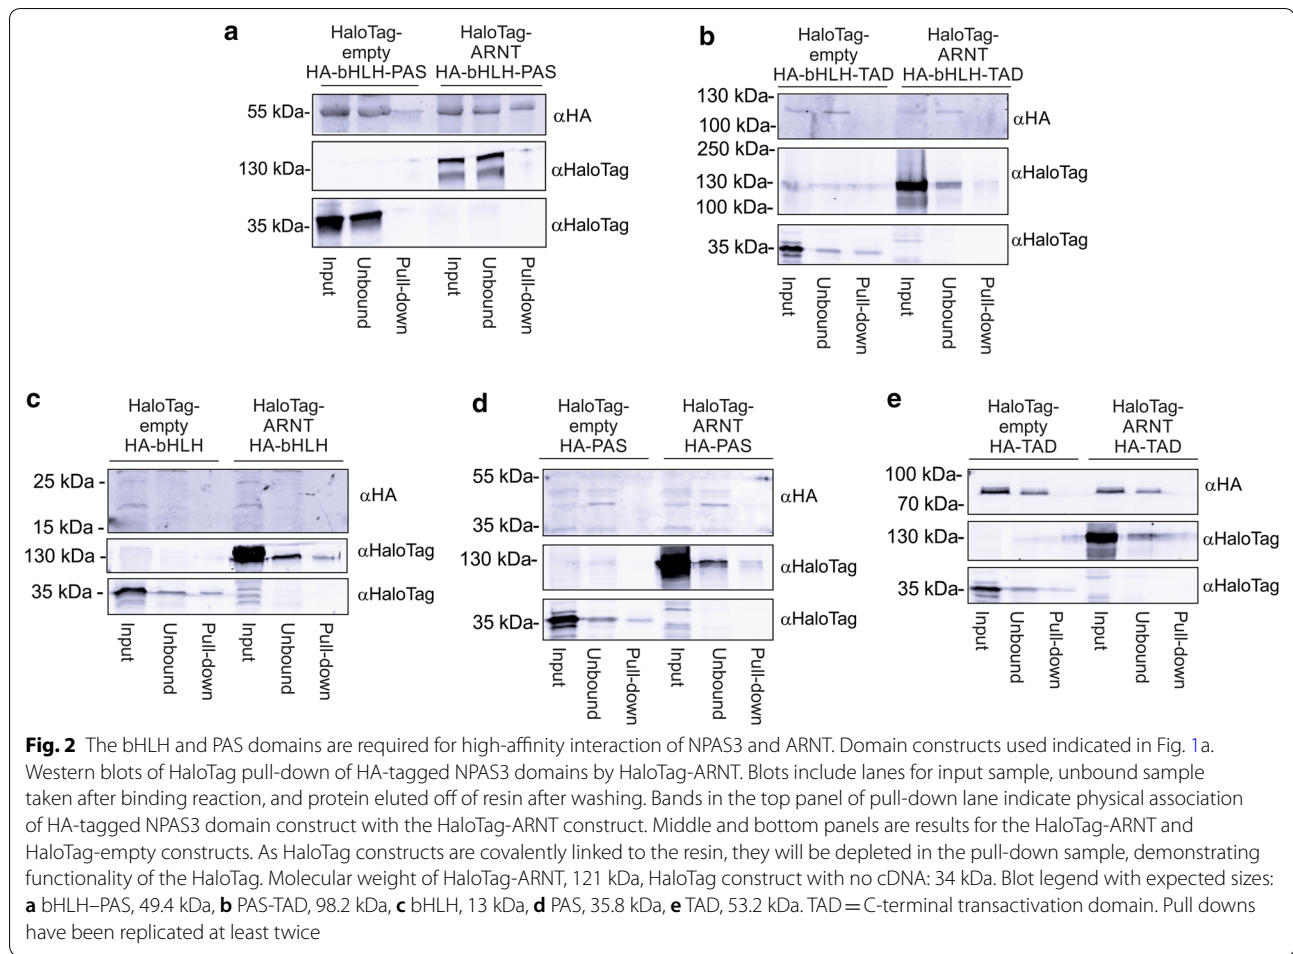 a
HaloTag-
empty
HA-bHLH-PAS
HaloTag-
ARNT
HA-bHLH-PAS
55 kDa-
αHA
130 kDa-
αHaloTag
35 kDa-
αHaloTag
Input
Unbound
Pull-down
Input
Unbound
Pull-down
b
HaloTag-
empty
HA-bHLH-TAD
HaloTag-
ARNT
HA-bHLH-TAD
130 kDa-
100 kDa-
αHA
250 kDa-
130 kDa-
100 kDa-
αHaloTag
35 kDa-
αHaloTag
Input
Unbound
Pull-down
Input
Unbound
Pull-down
c
HaloTag-
empty
HA-bHLH
HaloTag-
ARNT
HA-bHLH
25 kDa -
15 kDa -
αHA
130 kDa-
αHaloTag
35 kDa -
αHaloTag
Input
Unbound
Pull-down
Input
Unbound
Pull-down
d
HaloTag-
empty
HA-PAS
HaloTag-
ARNT
HA-PAS
55 kDa-
35 kDa-
αHA
130 kDa-
αHaloTag
35 kDa-
αHaloTag
Input
Unbound
Pull-down
Input
Unbound
Pull-down
e
HaloTag-
empty
HA-TAD
HaloTag-
ARNT
HA-TAD
100 kDa-
70 kDa-
αHA
130 kDa-
αHaloTag
35 kDa-
αHaloTag
Input
Unbound
Pull-down
Input
Unbound
Pull-down
Fig. 2 The bHLH and PAS domains are required for high-affinity interaction of NPAS3 and ARNT. Domain constructs used indicated in Fig. 1a.
Western blots of HaloTag pull-down of HA-tagged NPAS3 domains by HaloTag-ARNT. Blots include lanes for input sample, unbound sample
taken after binding reaction, and protein eluted off of resin after washing. Bands in the top panel of pull-down lane indicate physical association
of HA-tagged NPAS3 domain construct with the HaloTag-ARNT construct. Middle and bottom panels are results for the HaloTag-ARNT and
HaloTag-empty constructs. As HaloTag constructs are covalently linked to the resin, they will be depleted in the pull-down sample, demonstrating
functionality of the HaloTag. Molecular weight of HaloTag-ARNT, 121 kDa, HaloTag construct with no cDNA: 34 kDa. Blot legend with expected sizes:
a bHLH–PAS, 49.4 kDa, b PAS-TAD, 98.2 kDa, c bHLH, 13 kDa, d PAS, 35.8 kDa, e TAD, 53.2 kDa. TAD = C-terminal transactivation domain. Pull downs
have been replicated at least twice